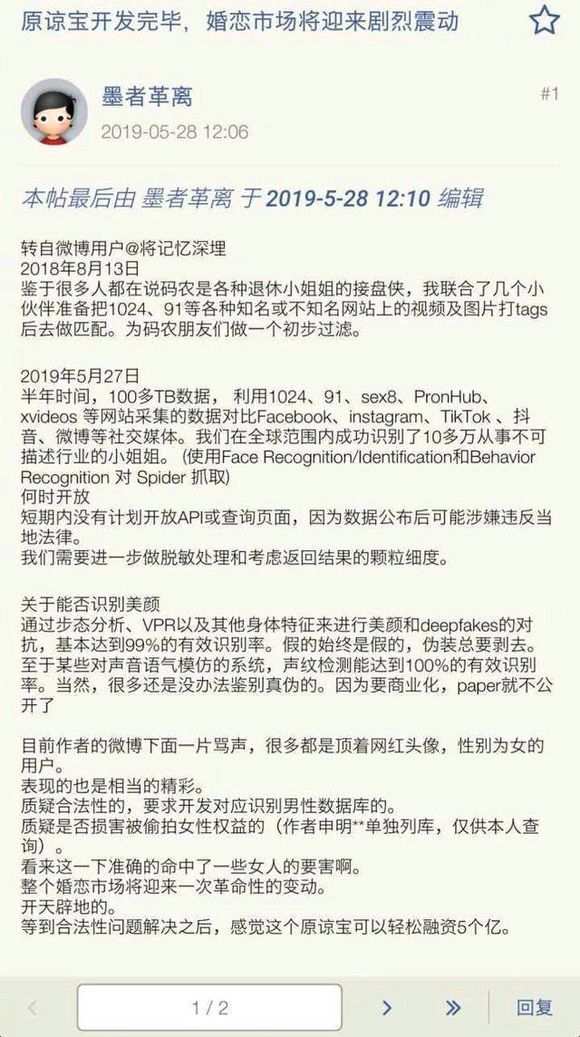 原谅宝开发完毕，婚恋市场将迎来剧烈震动
墨者革离
#1
2019-05-28 12:06
本帖最后由 墨者革离 于 2019-5-28 12:10 编辑
转自微博用户@将记忆深埋
2018年8月13日
鉴于很多人都在说码农是各种退休小姐姐的接盘侠，我联合了几个小
伙伴准备把1024、91等各种知名或不知名网站上的视频及图片打tags
后去做匹配。为码农朋友们做一个初步过滤。
2019年5月27日
半年时间，100多TB数据， 利用1024、91、sex8、PronHub、
xvideos 等网站采集的数据对比Facebook、instagram、TikTok 、抖
音、微博等社交媒体。我们在全球范围内成功识别了10多万从事不可
描述行业的小姐姐。 (使用Face Recognition/Identification和Behavior
Recognition 对 Spider 抓取)
何时开放
短期内没有计划开放API或查询页面，因为数据公布后可能涉嫌违反当
地法律。
我们需要进一步做脱敏处理和考虑返回结果的颗粒细度。
关于能否识别美颜
通过步态分析、VPR以及其他身体特征来进行美颜和deepfakes的对
抗，基本达到99%的有效识别率。假的始终是假的，伪装总要剥去。
至于某些对声音语气模仿的系统，声纹检测能达到100%的有效识别
率。当然，很多还是没办法鉴别真伪的。因为要商业化，paper就不公
开了
目前作者的微博下面一片骂声，很多都是顶着网红头像，性别为女的
用户。
表现的也是相当的精彩。
质疑合法性的，要求开发对应识别男性数据库的。
质疑是否损害被偷拍女性权益的（作者申明**单独列库，仅供本人查
询）。
看来这一下准确的命中了一些女人的要害啊。
整个婚恋市场将迎来一次革命性的变动。
开天辟地的。
等到合法性问题解决之后，感觉这个原谅宝可以轻松融资5个亿。
1 / 2
回复